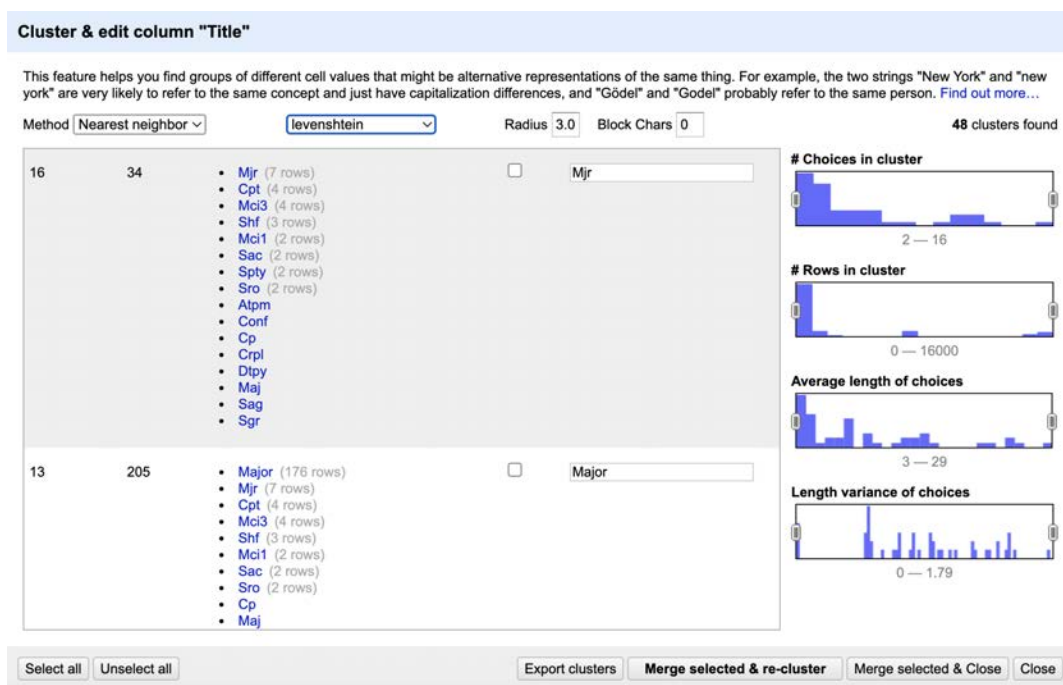 Cluster & edit column "Title"
This feature helps you find groups of different cell values that might be alternative representations of the same thing. For example, the two strings "New York" and "new
york" are very likely to refer to the same concept and just have capitalization differences, and "Gödel" and "Godel" probably refer to the same person. Find out more...
Method Nearest neighbor levenshtein Radius 3.0 Block Chars 0 48 clusters found
16 34 • Mjr (7 rows) Mjr
• Cpt (4 rows)
• Mci3 (4 rows)
• Shf (3 rows)
• Mci1 (2 rows)
• Sac (2 rows)
• Spty (2 rows)
• Sro (2 rows)
• Atpm
• Conf
• Cp
• Crpl
• Dtpy
• Maj
• Sag
• Sgr
13 205 • Major (176 rows) Major
• Mjr (7 rows)
• Cpt (4 rows)
• Mci3 (4 rows)
• Shf (3 rows)
• Mci1 (2 rows)
• Sac (2 rows)
• Sro (2 rows)
• Cp
• Maj
# Choices in cluster
2 — 16
# Rows in cluster
0 — 16000
Average length of choices
3 — 29
Length variance of choices
0 — 1.79
Select all Unselect all Export clusters Merge selected & re-cluster Merge selected & Close Close